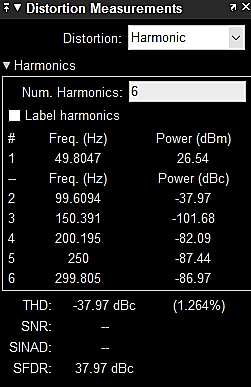 Distortion Measurements
Distortion: Harmonic
Harmonics
Num. Harmonics: 6
Label harmonics
# Freq. (Hz) Power (dBm)
1 49.8047 26.54
-- Freq. (Hz) Power (dBc)
2 99.6094 -37.97
3 150.391 -101.68
4 200.195 -82.09
5 250 -87.44
6 299.805 -86.97
THD: -37.97 dBc (1.264%)
SNR: --
SINAD: --
SFDR: 37.97 dBc